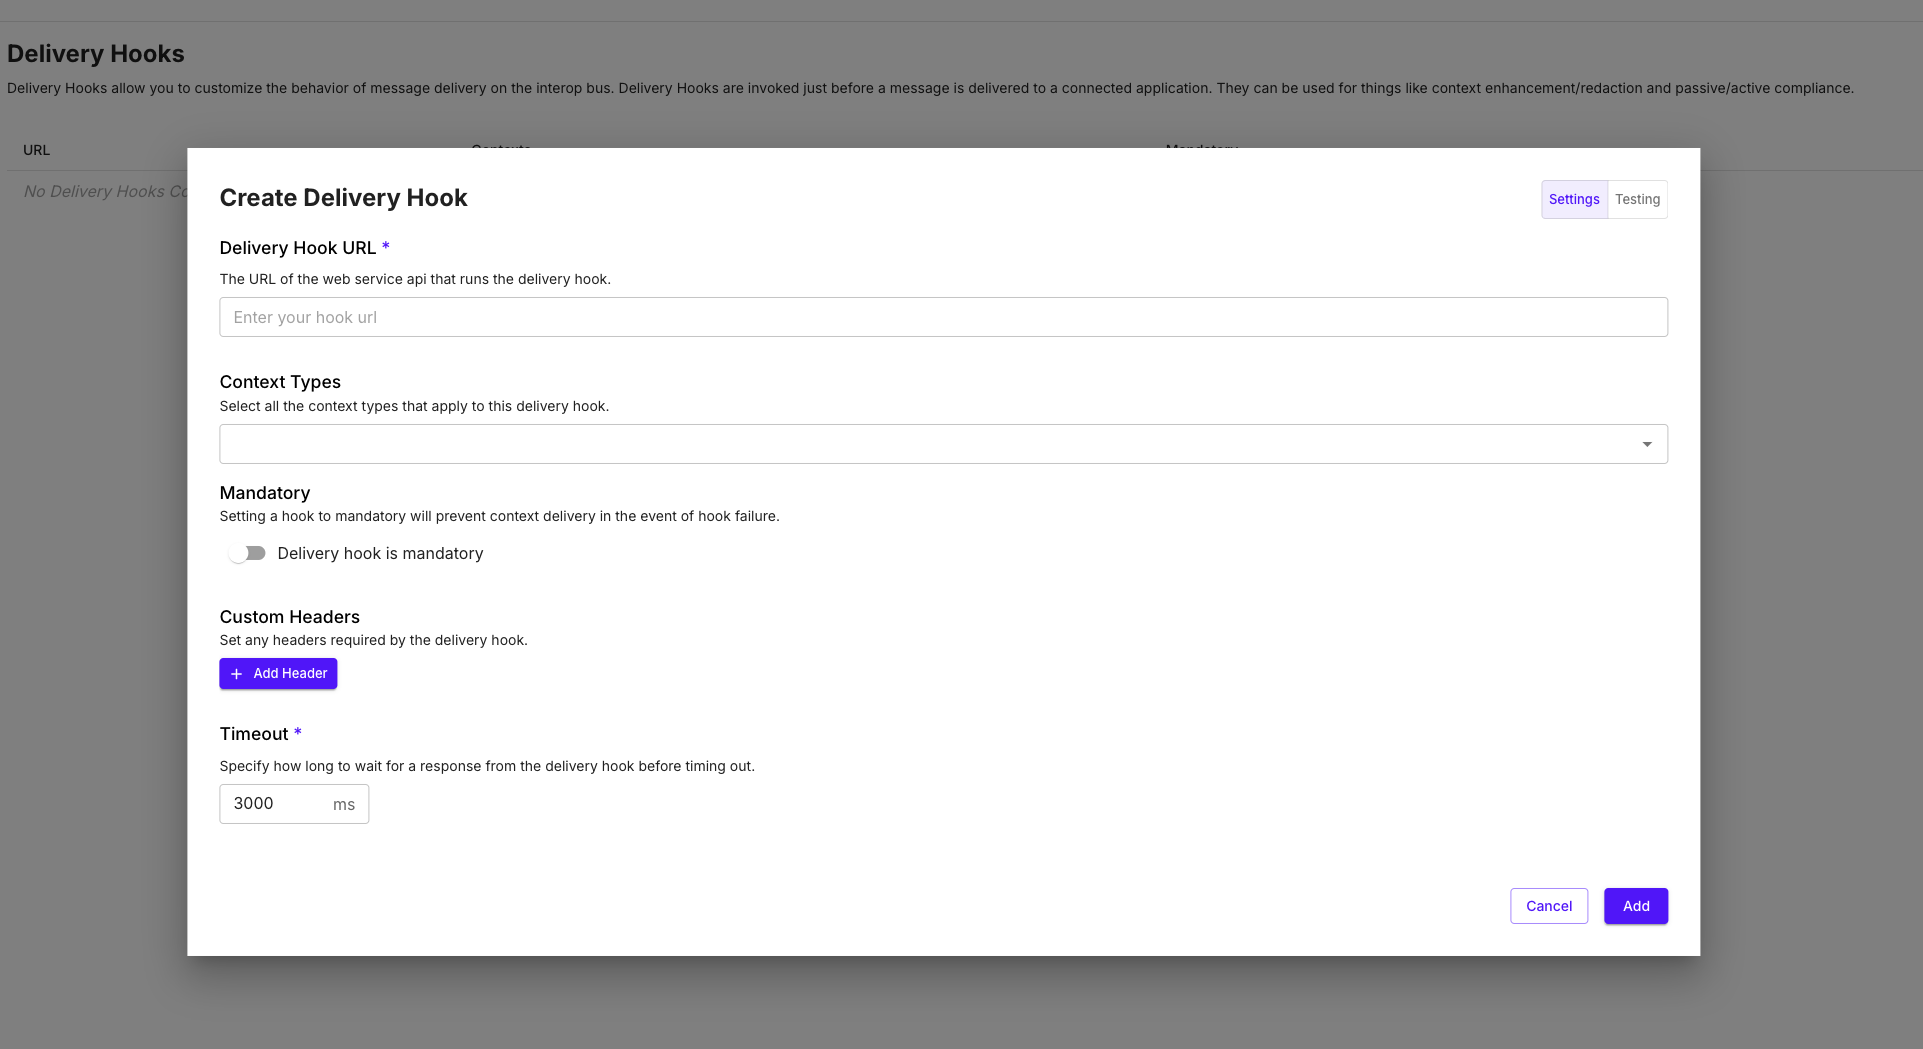 Delivery Hooks
Delivery Hooks allow you to customize the behavior of message delivery on the interop bus. Delivery Hooks are invoked just before a message is delivered to a connected application. They can be used for things like context enhancement/redaction and passive/active compliance.
URL Contexts Mandatory
No Delivery Hooks Co
Create Delivery Hook
Settings Testing
Delivery Hook URL *
The URL of the web service api that runs the delivery hook.
Enter your hook url
Context Types
Select all the context types that apply to this delivery hook.
Mandatory
Setting a hook to mandatory will prevent context delivery in the event of hook failure.
Delivery hook is mandatory
Custom Headers
Set any headers required by the delivery hook.
+ Add Header
Timeout *
Specify how long to wait for a response from the delivery hook before timing out.
3000 ms
Cancel Add